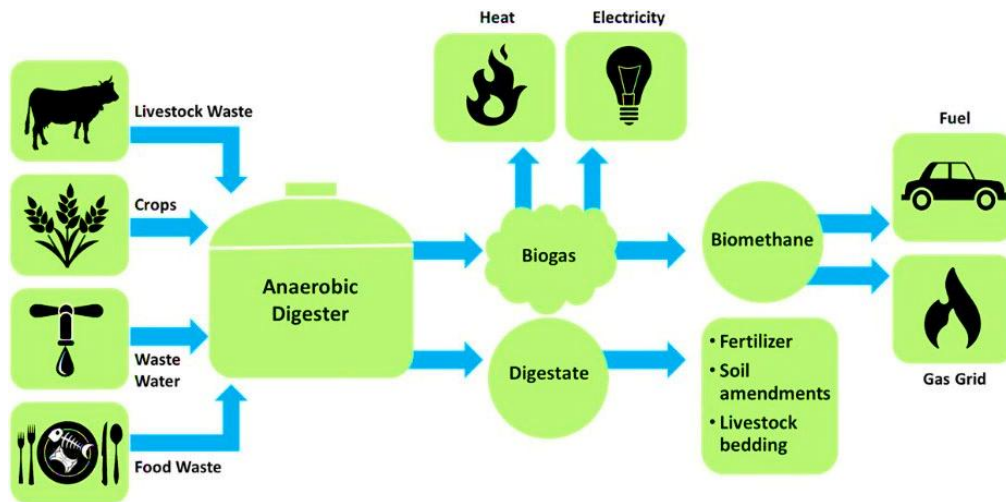 Heat
Electricity
Livestock Waste
Crops
Waste
Water
Food Waste
Anaerobic
Digester
Biogas
Digestate
Biomethane
• Fertilizer
• Soil
amendments
• Livestock
bedding
Fuel
Gas Grid